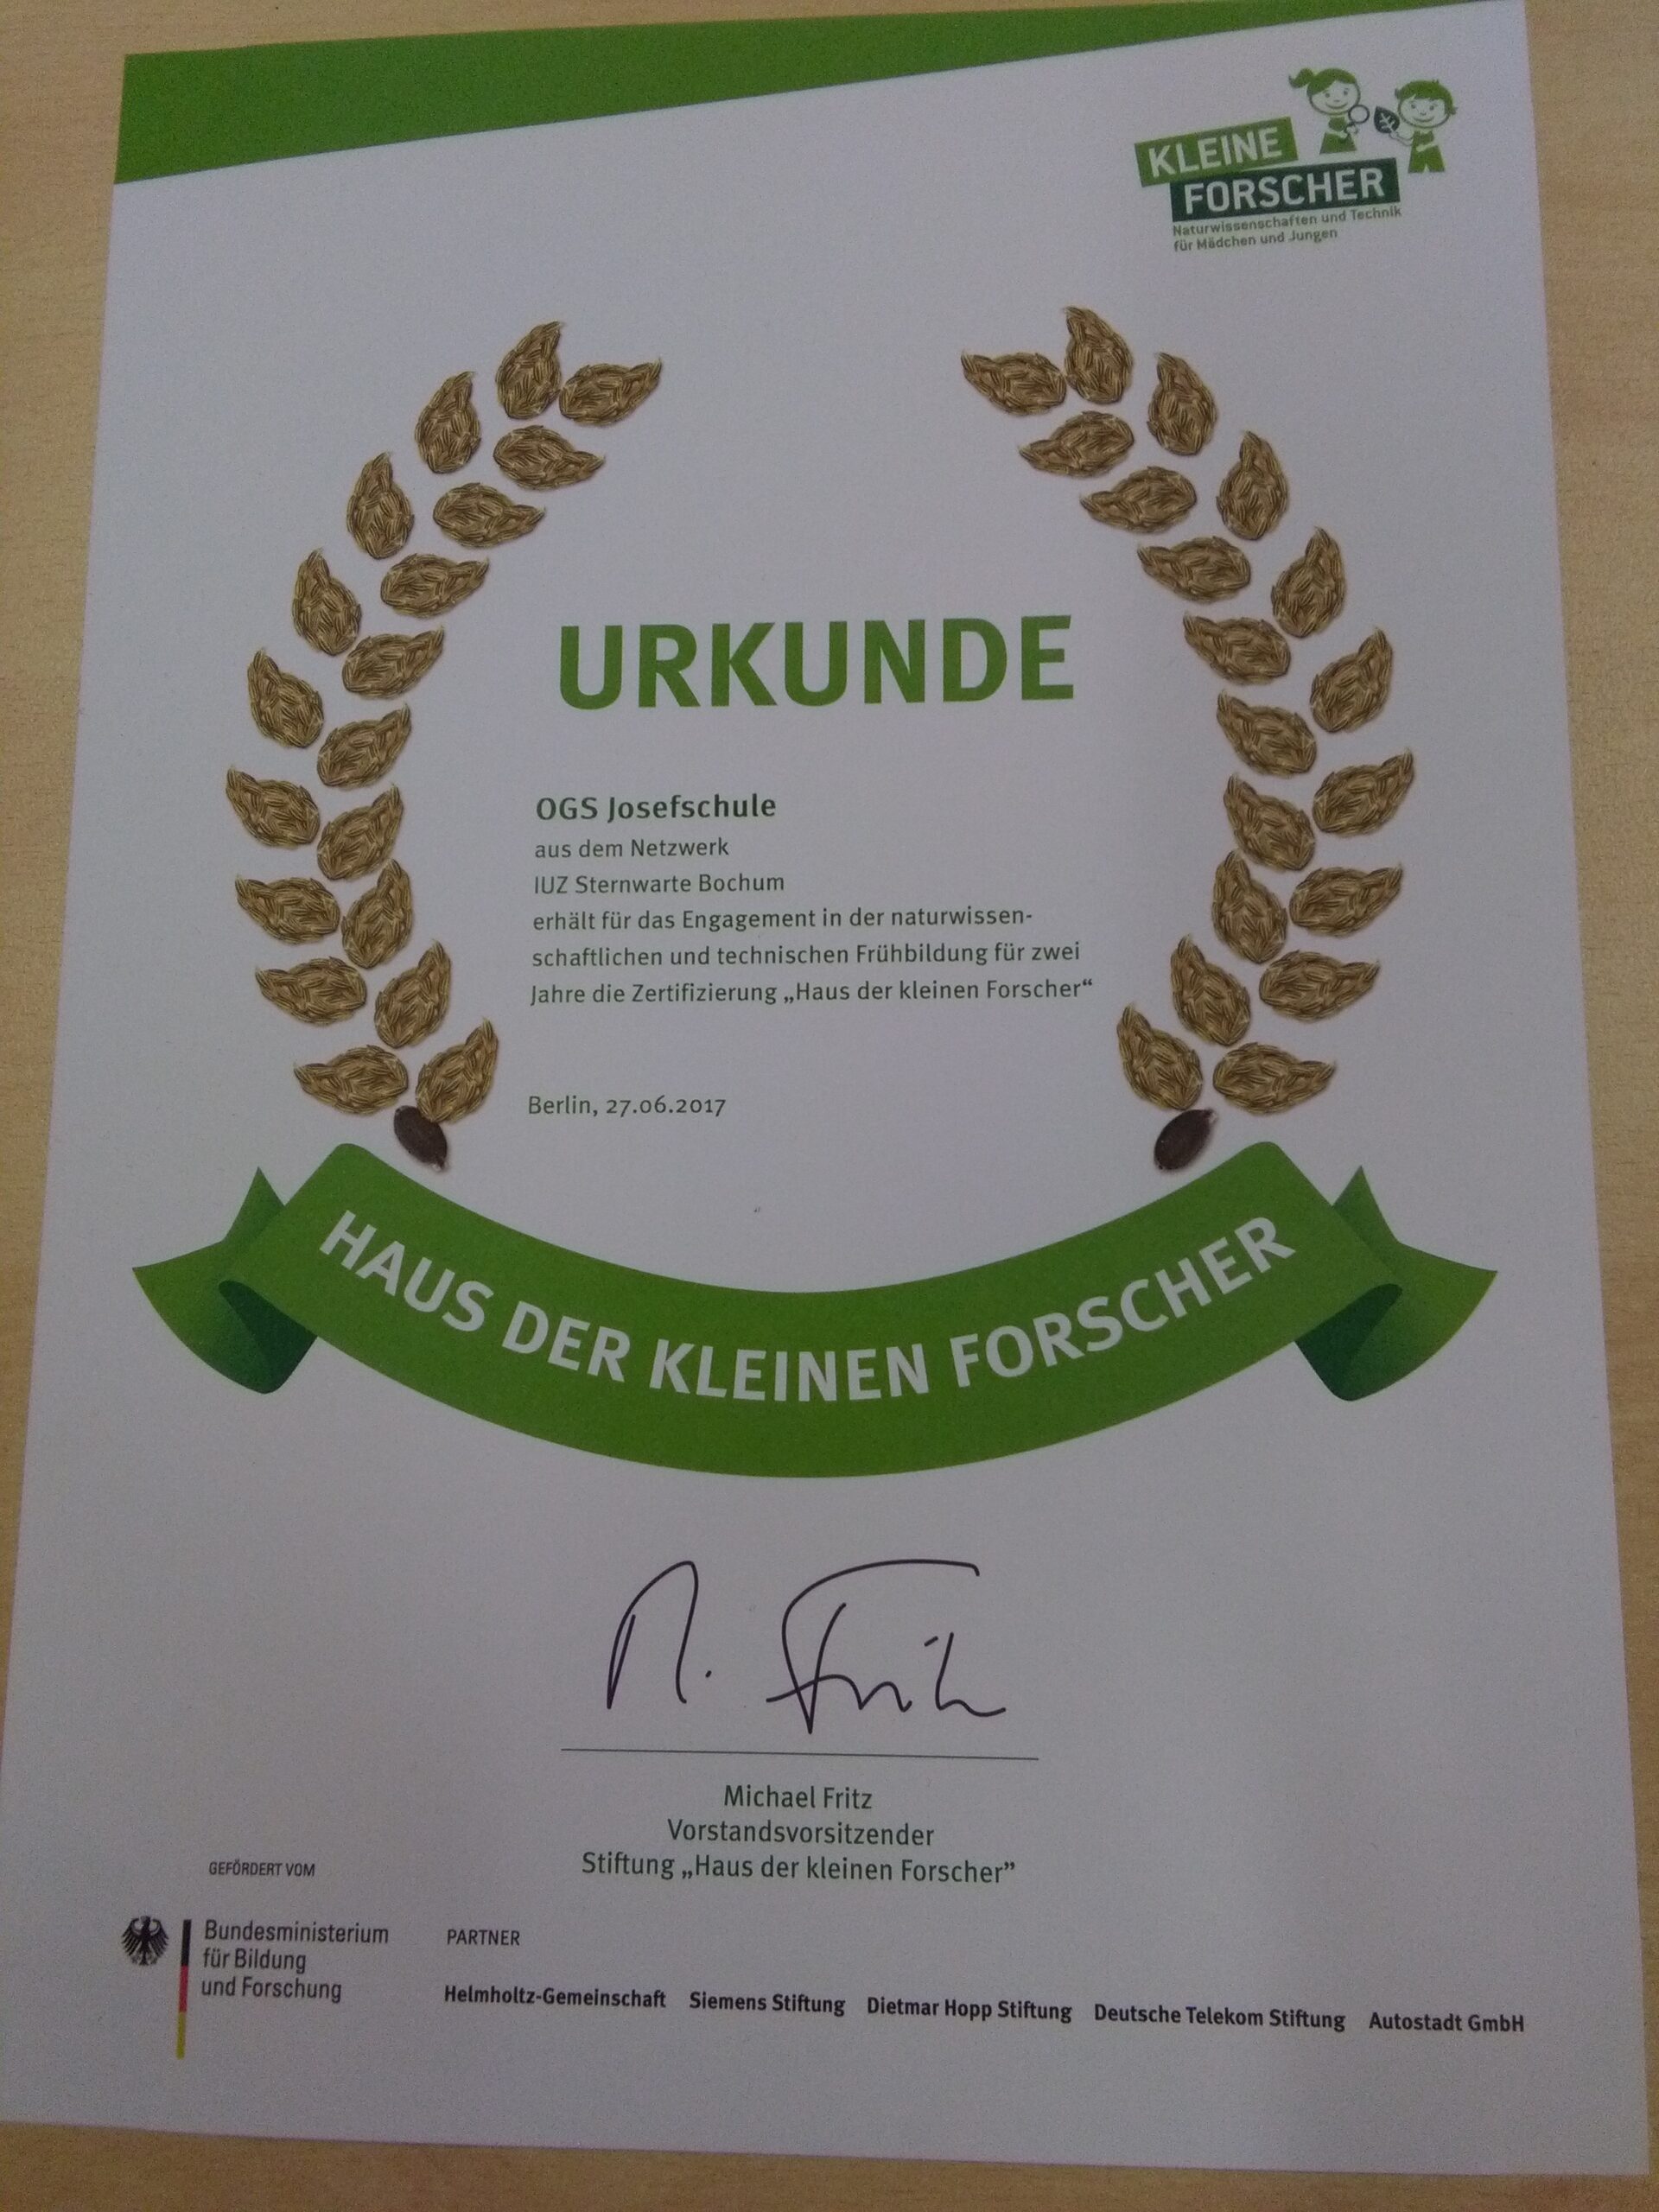 KLEINE
FORSCHER
Naturwissenschaften und Technik
für Mädchen und Jungen
URKUNDE
OGS Josefschule
aus dem Netzwerk
IUZ Sternwarte Bochum
erhält für das Engagement in der naturwissen-
schaftlichen und technischen Frühbildung für zwei
Jahre die Zertifizierung „Haus der kleinen Forscher“
Berlin, 27.06.2017
HAUS DER KLEINEN FORSCHER
M. Fritz
Michael Fritz
Vorstandsvorsitzender
Stiftung „Haus der kleinen Forscher”
GEFÖRDERT VOM
Bundesministerium
für Bildung
und Forschung
PARTNER
Helmholtz-Gemeinschaft Siemens Stiftung Dietmar Hopp Stiftung Deutsche Telekom Stiftung Autostadt GmbH